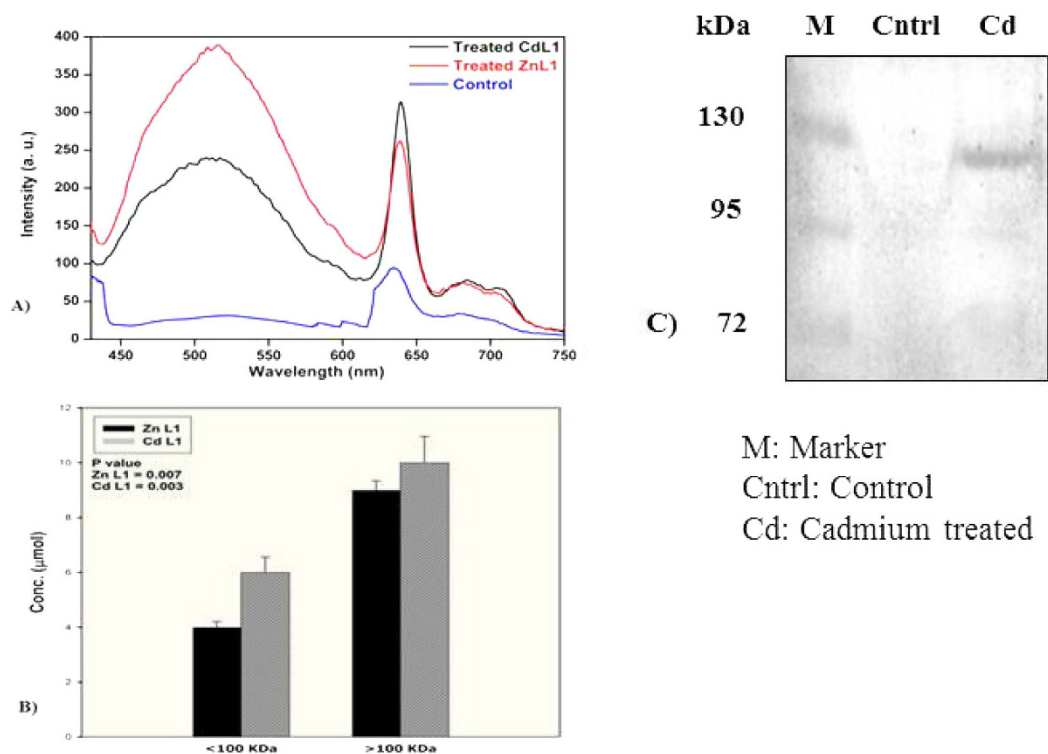 400
350
300
250
200
150
100
50
0
Intensity (a. u.)
Treated CdL1
Treated ZnL1
Control
A)
450 500 550 600 650 700 750
Wavelength (nm)
12
10
8
6
4
2
0
Conc. (µmol)
Zn L1
Cd L1
P value
Zn L1 = 0.007
Cd L1 = 0.003
B)
<100 KDa >100 KDa
kDa M Cntrl Cd
130
95
C) 72
M: Marker
Cntrl: Control
Cd: Cadmium treated